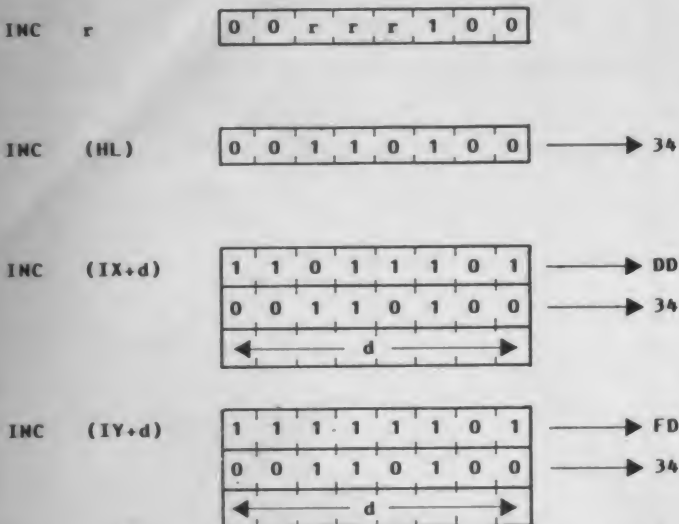 INC r 0 0 r r r 1 0 0
INC (HL) 0 0 1 1 0 1 0 0 34
INC (IX+d) 1 1 0 1 1 1 0 1 DD
0 0 1 1 0 1 0 0 34
d
INC (IY+d) 1 1 1 1 1 1 0 1 FD
0 0 1 1 0 1 0 0 34
d